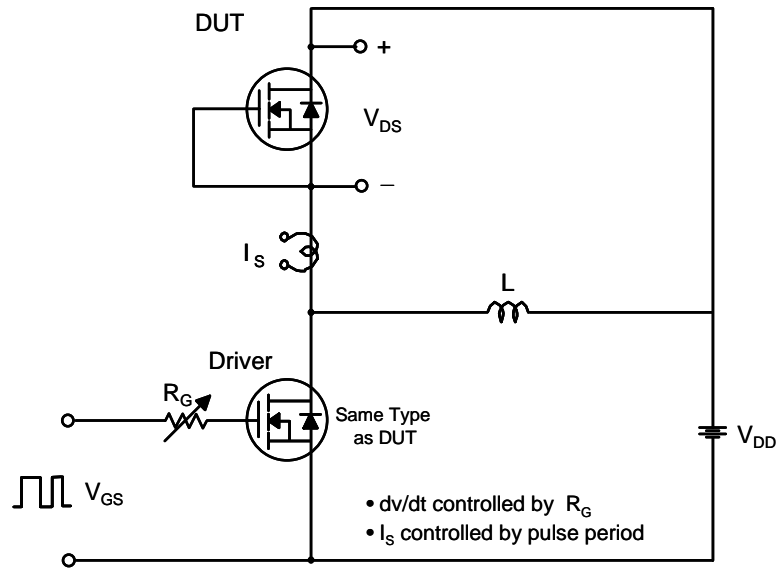 DUT
+
V_DS
−
I_S
L
Driver
R_G
Same Type
as DUT
V_DD
V_GS
• dv/dt controlled by R_G
• I_S controlled by pulse period